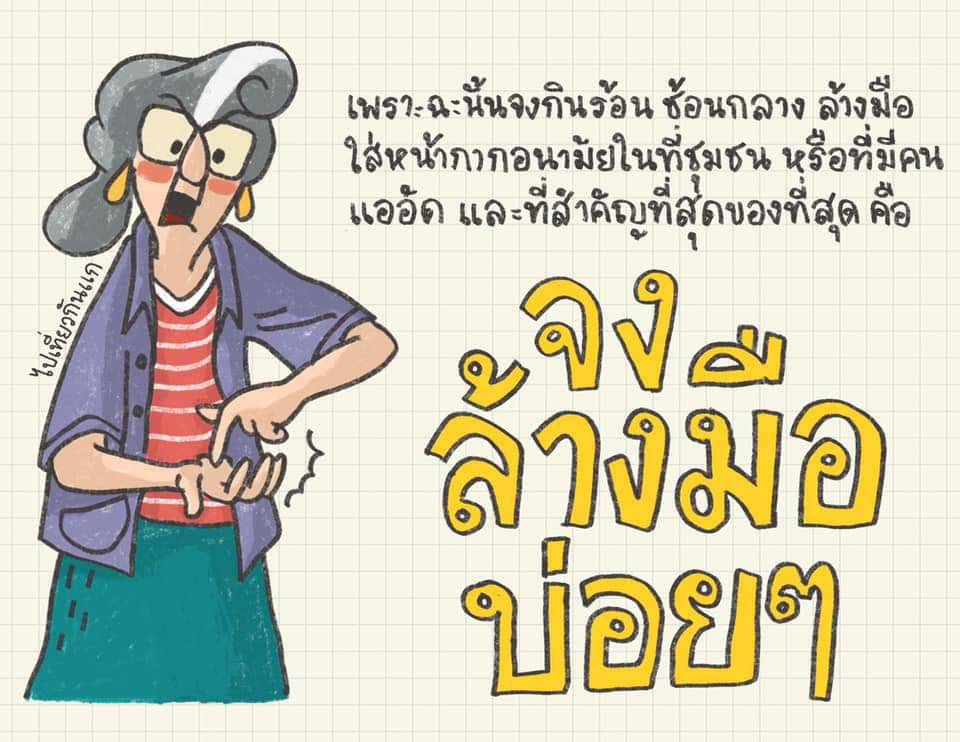 เพราะฉะนั้นจงกินร้อน ช้อนกลาง ล้างมือ
ใส่หน้ากากอนามัยในที่ชุมชน หรือที่มีคน
แออัด และที่สำคัญที่สุดของที่สุด คือ
จง
ล้างมือ
บ่อยๆ
ไปเที่ยวกันแก